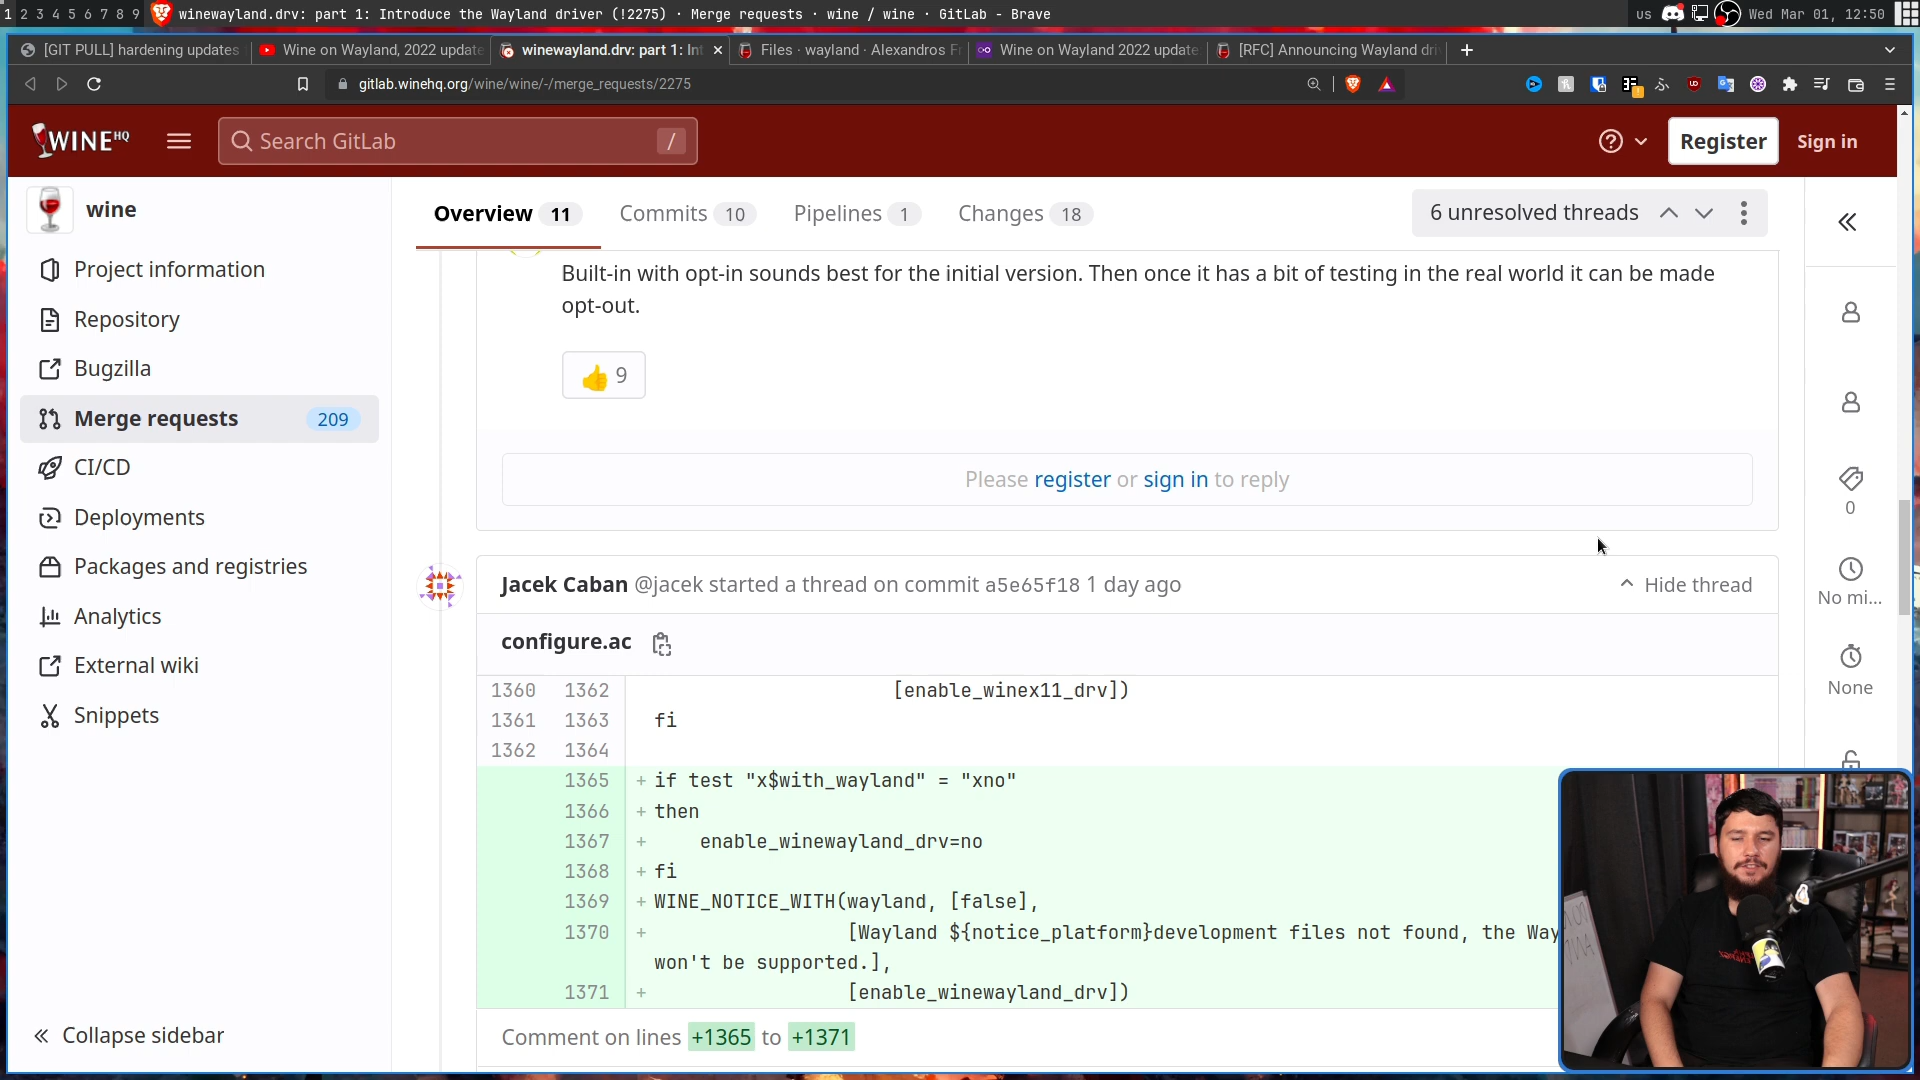 1 2 3 4 5 6 7 8 9 winewayland.drv: part 1: Introduce the Wayland driver (!2275) · Merge requests · wine / wine · GitLab - Brave
us Wed Mar 01, 12:50
[GIT PULL] hardening updates
Wine on Wayland, 2022 update
winewayland.drv: part 1: Int
Files · wayland · Alexandros Fr
Wine on Wayland 2022 update:
[RFC] Announcing Wayland dri
gitlab.winehq.org/wine/wine/-/merge_requests/2275
WINE HQ
Search GitLab /
Register
Sign in
wine
Project information
Repository
Bugzilla
Merge requests 209
CI/CD
Deployments
Packages and registries
Analytics
External wiki
Snippets
Collapse sidebar
Overview 11
Commits 10
Pipelines 1
Changes 18
6 unresolved threads
Built-in with opt-in sounds best for the initial version. Then once it has a bit of testing in the real world it can be made
opt-out.
9
Please register or sign in to reply
Jacek Caban @jacek started a thread on commit a5e65f18 1 day ago
Hide thread
configure.ac
1360 1362 [enable_winex11_drv])
1361 1363 fi
1362 1364
1365 + if test "x$with_wayland" = "xno"
1366 + then
1367 + enable_winewayland_drv=no
1368 + fi
1369 + WINE_NOTICE_WITH(wayland, [false],
1370 + [Wayland ${notice_platform}development files not found, the Way
won't be supported.],
1371 + [enable_winewayland_drv])
Comment on lines +1365 to +1371
0
No mi...
None